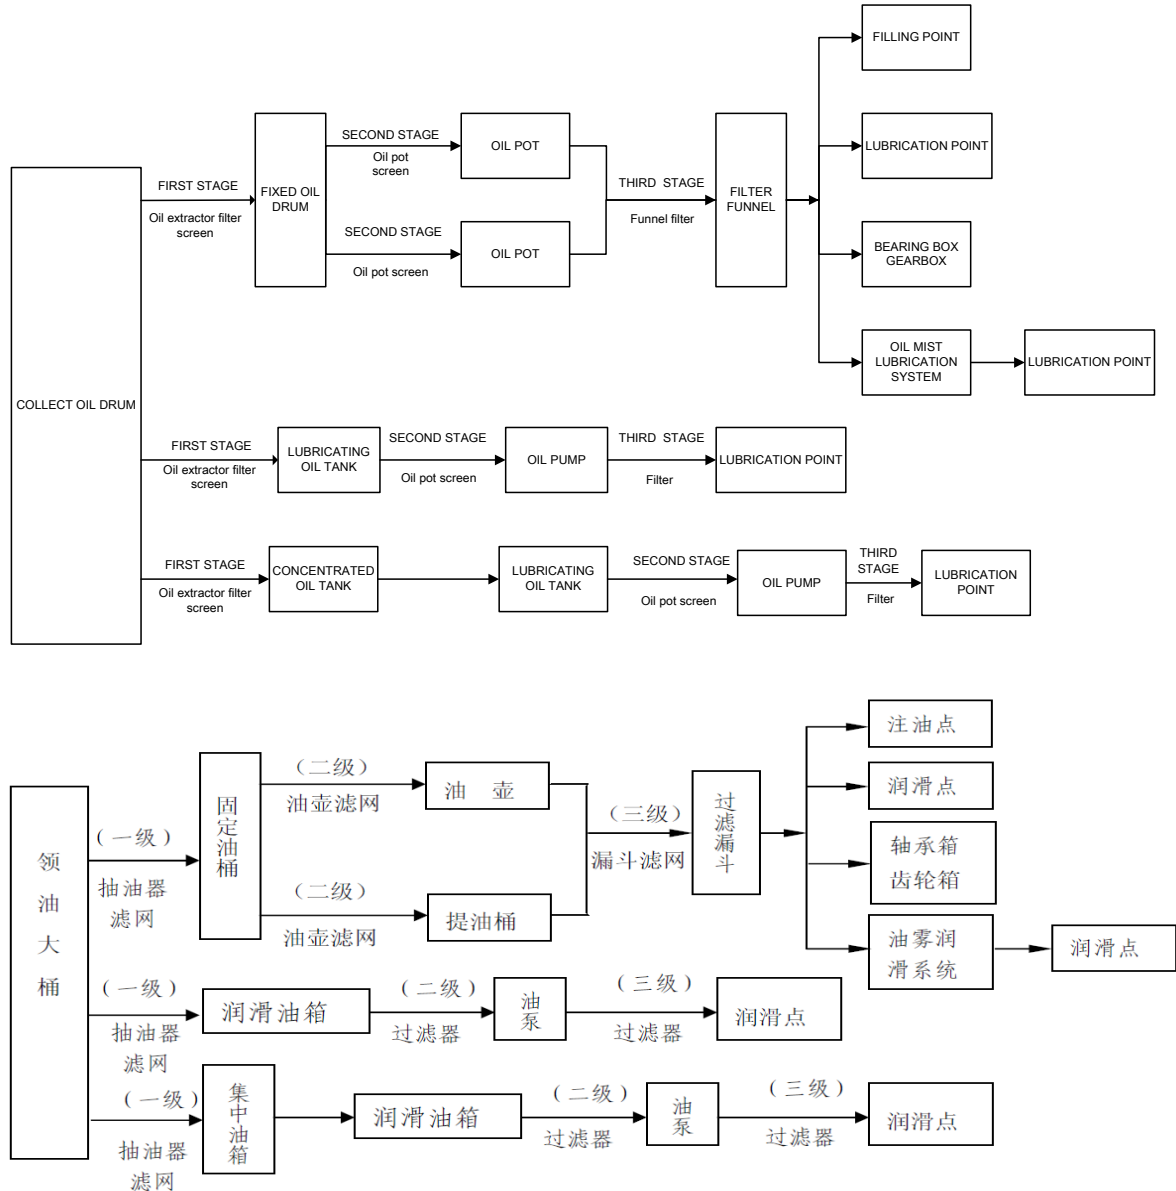 FILLING POINT
SECOND STAGE
Oil pot
screen
OIL POT
LUBRICATION POINT
FIRST STAGE
Oil extractor filter
screen
FIXED OIL
DRUM
THIRD STAGE
Funnel filter
FILTER
FUNNEL
SECOND STAGE
Oil pot screen
OIL POT
BEARING BOX
GEARBOX
OIL MIST
LUBRICATION
SYSTEM
LUBRICATION POINT
COLLECT OIL DRUM
FIRST STAGE
Oil extractor filter
screen
LUBRICATING
OIL TANK
SECOND STAGE
Oil pot screen
OIL PUMP
THIRD STAGE
Filter
LUBRICATION POINT
FIRST STAGE
Oil extractor filter
screen
CONCENTRATED
OIL TANK
LUBRICATING
OIL TANK
SECOND STAGE
Oil pot screen
OIL PUMP
THIRD
STAGE
Filter
LUBRICATION
POINT
领油大桶
(一级)
抽油器
滤网
固定油桶
(二级)
油壶滤网
油 壶
(二级)
油壶滤网
提油桶
(三级)
漏斗滤网
过滤漏斗
注油点
润滑点
轴承箱
齿轮箱
油雾润
滑系统
润滑点
(一级)
抽油器
滤网
润滑油箱
(二级)
过滤器
油泵
(三级)
过滤器
润滑点
(一级)
抽油器
滤网
集中油箱
润滑油箱
(二级)
过滤器
油泵
(三级)
过滤器
润滑点